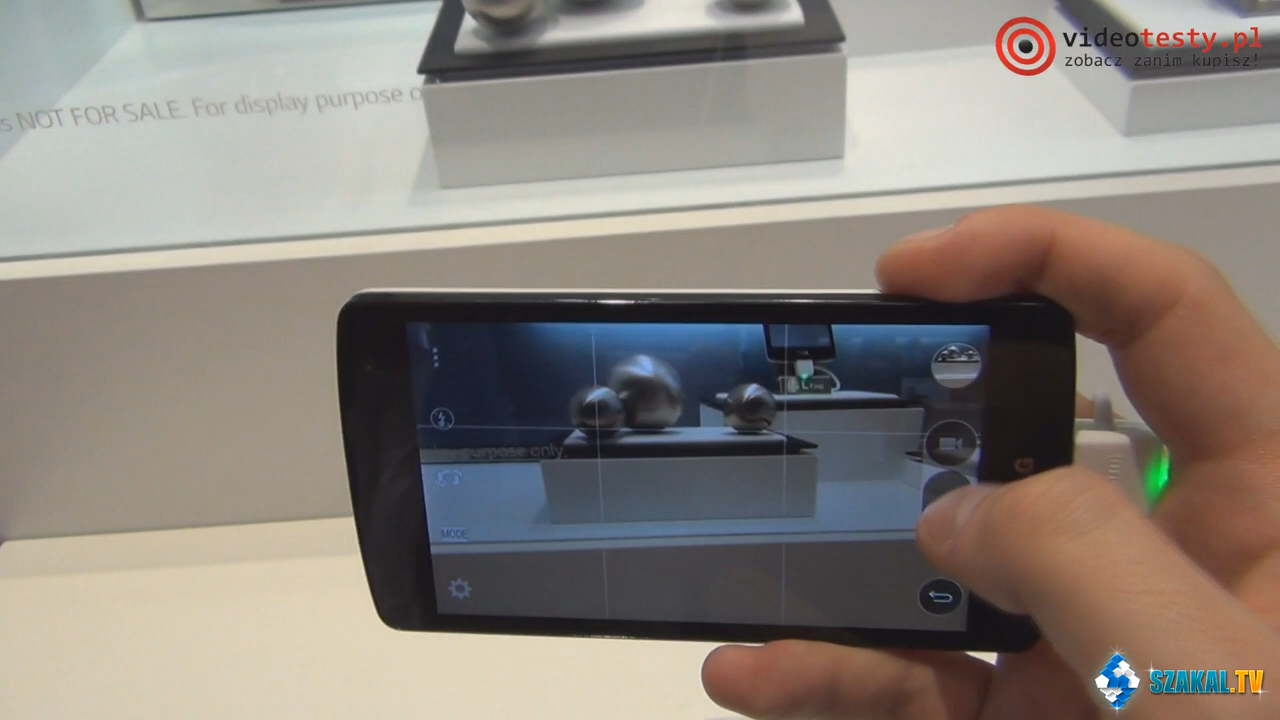 videotesty.pl
zobacz zanim kupisz!
s NOT FOR SALE. For display purpose o
purpose only.
MODE
G
SZAKAL.TV